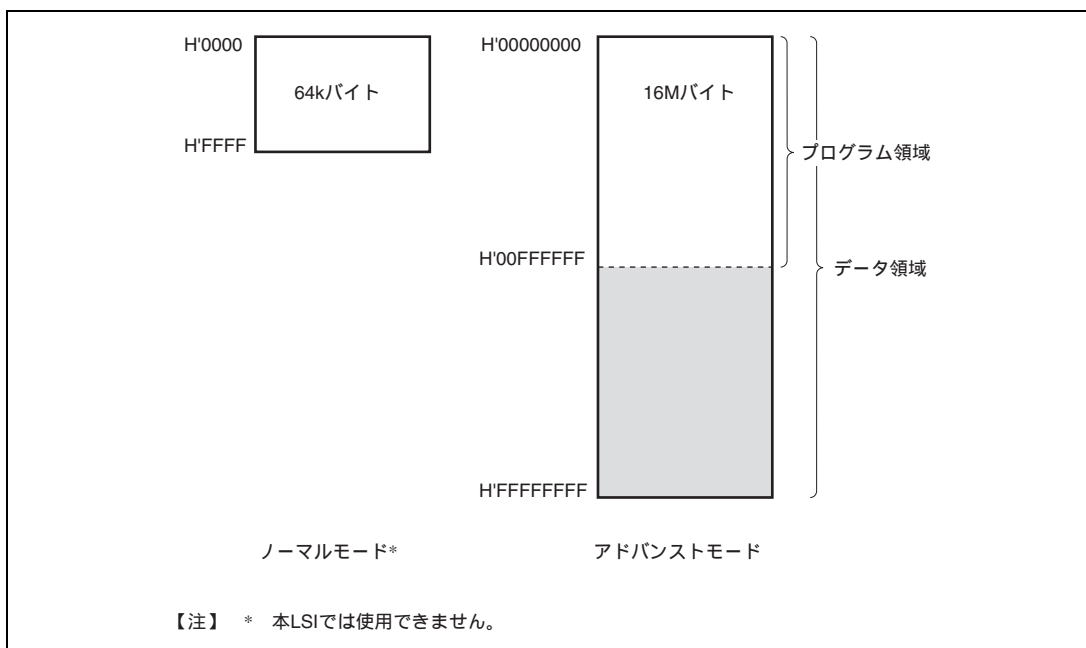 H'0000
64kバイト
H'FFFF
H'00000000
16Mバイト
プログラム領域
H'00FFFFFF
データ領域
H'FFFFFFFF
ノーマルモード*
アドバンストモード
【注】 * 本LSIでは使用できません。